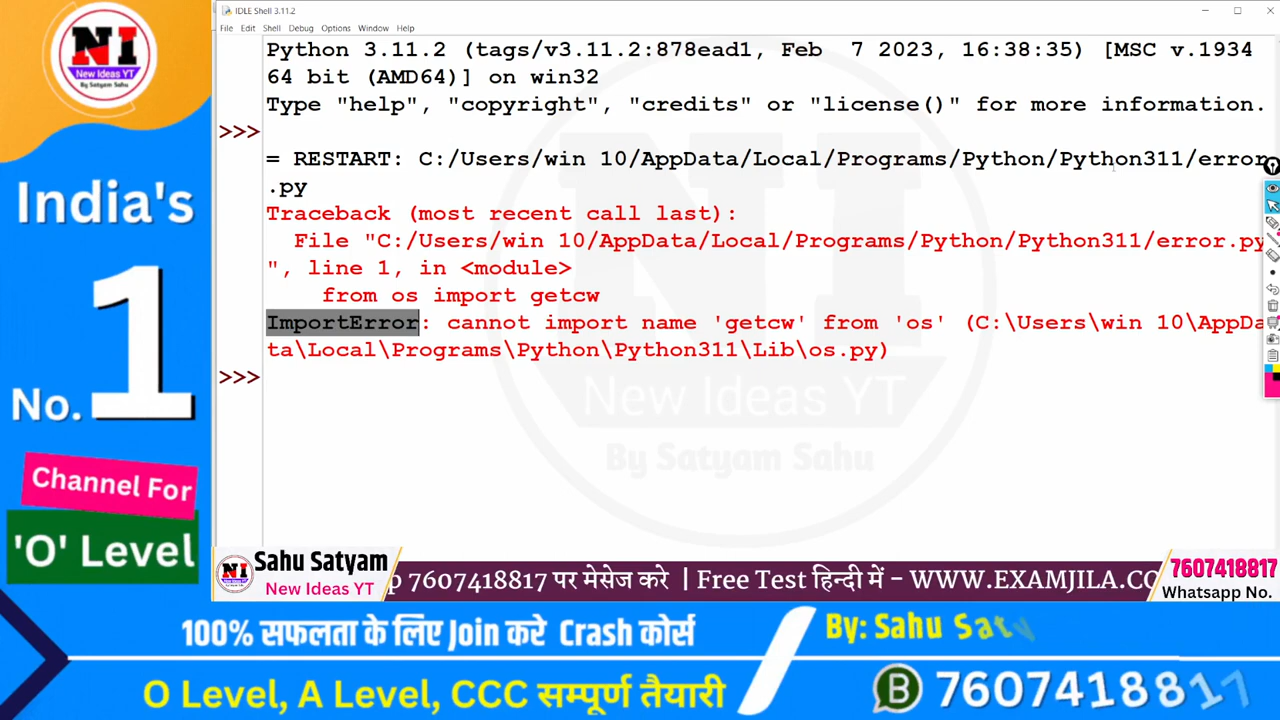 NI
New Ideas YT
By Satyam Sahu
India's
No. 1
Channel For
'O' Level
IDLE Shell 3.11.2
File Edit Shell Debug Options Window Help
Python 3.11.2 (tags/v3.11.2:878ead1, Feb  7 2023, 16:38:35) [MSC v.1934
64 bit (AMD64)] on win32
Type "help", "copyright", "credits" or "license()" for more information.
>>>
= RESTART: C:/Users/win 10/AppData/Local/Programs/Python/Python311/error
.py
Traceback (most recent call last):
  File "C:/Users/win 10/AppData/Local/Programs/Python/Python311/error.py
", line 1, in <module>
    from os import getcw
ImportError: cannot import name 'getcw' from 'os' (C:\Users\win 10\AppDa
ta\Local\Programs\Python\Python311\Lib\os.py)
>>>
New Ideas YT
By Satyam Sahu
NI
Sahu Satyam
New Ideas YT
7607418817 पर मेसेज करे | Free Test हिन्दी में - WWW.EXAMJILA.CO
7607418817
Whatsapp No.
100% सफलता के लिए Join करे Crash कोर्स
By: Sahu Saty
O Level, A Level, CCC सम्पूर्ण तैयारी
B 7607418817